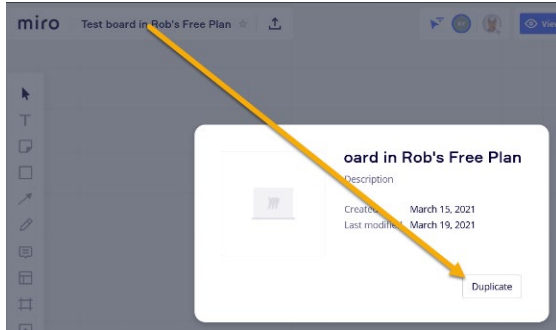 miro Test board in Rob's Free Plan
View
oard in Rob's Free Plan
Description
Created March 15, 2021
Last modified March 19, 2021
Duplicate